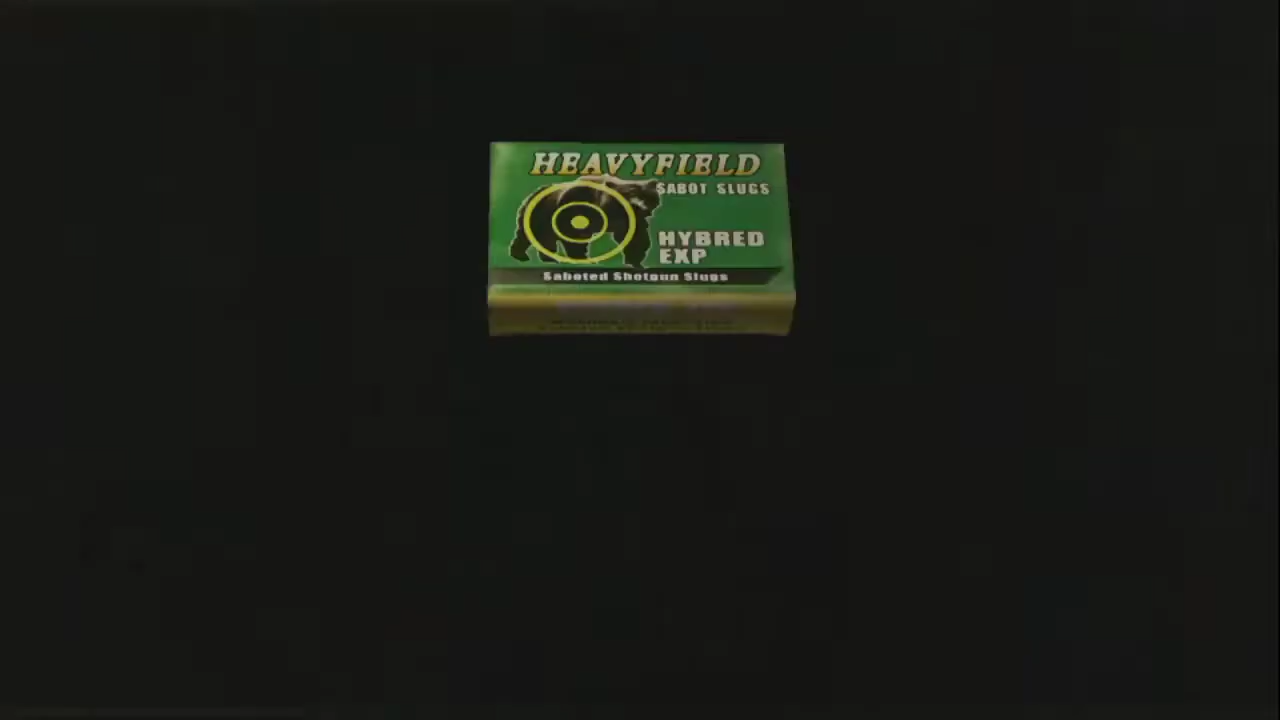 HEAVYFIELD
SABOT SLUGS
HYBRED
EXP
Saboted Shotgun Slugs